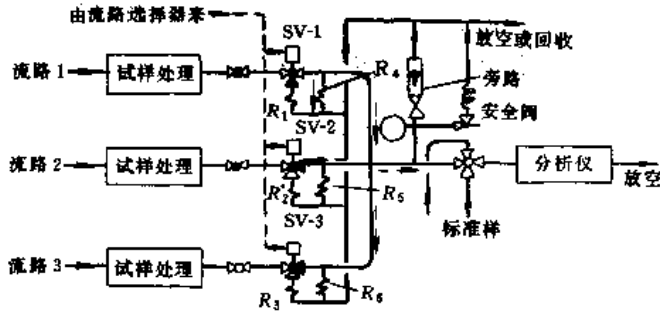 由流路选择器来
SV-1
放空或回收
流路1
试样处理
R₄
旁路
R₁
SV-2
安全阀
流路2
试样处理
分析仪
放空
R₂
R₅
标准样
SV-3
流路3
试样处理
R₃
R₆